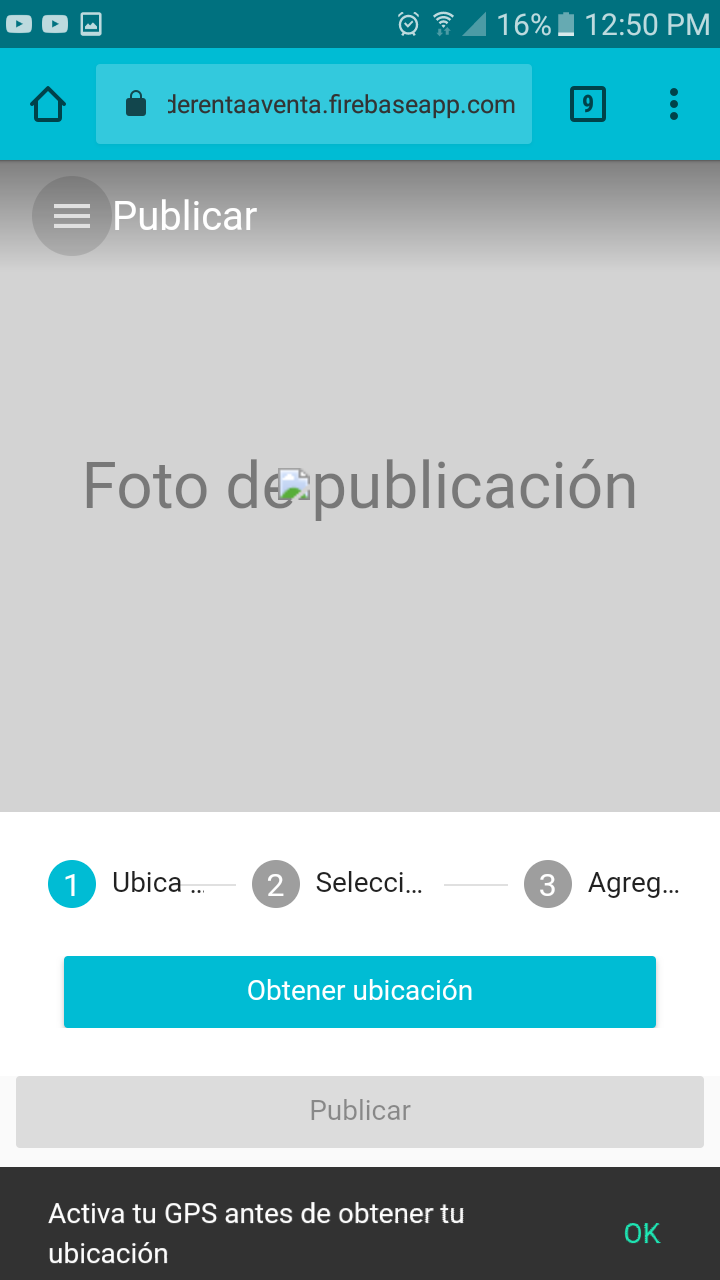 16% 12:50 PM
derentaaventa.firebaseapp.com
9
Publicar
Foto de publicación
1 Ubica ...
2 Selecci...
3 Agreg...
Obtener ubicación
Publicar
Activa tu GPS antes de obtener tu
ubicación
OK